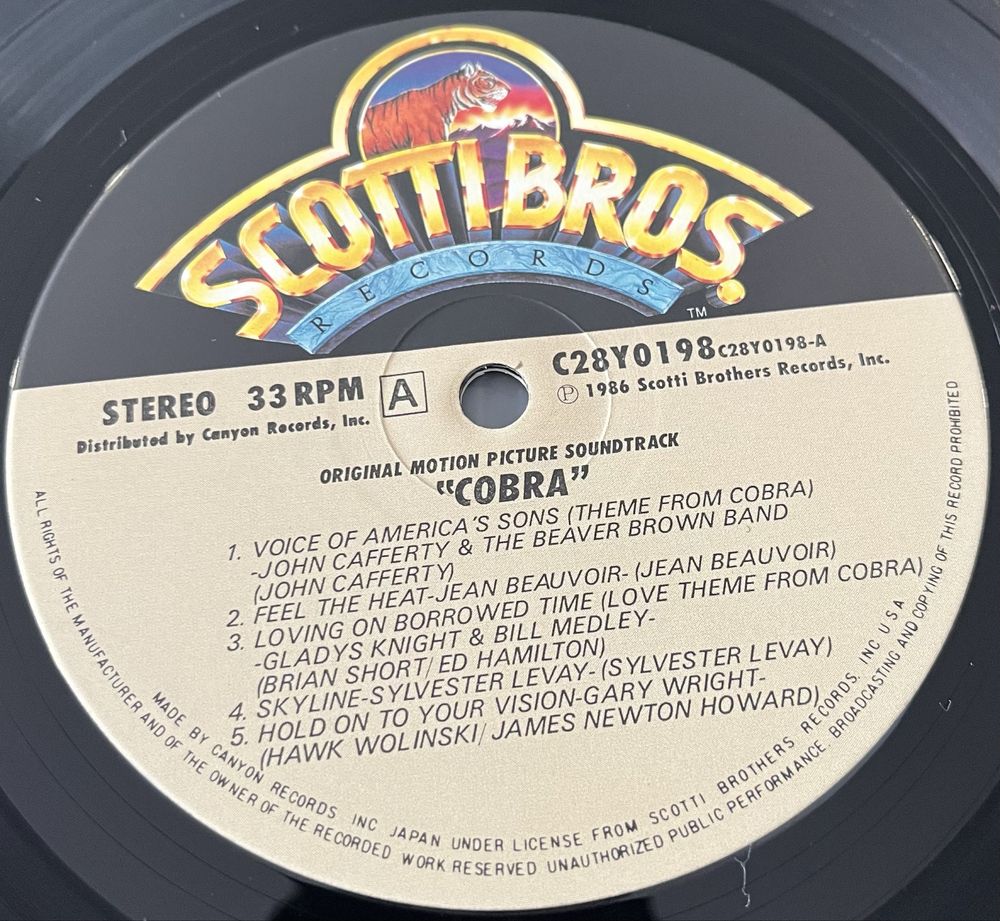 SCOTTI BROS.
RECORDS
TM
STEREO 33 RPM A
Distributed by Canyon Records, Inc.
C28Y0198 C28Y0198-A
Ⓟ 1986 Scotti Brothers Records, Inc.
ORIGINAL MOTION PICTURE SOUNDTRACK
“COBRA”
1. VOICE OF AMERICA'S SONS (THEME FROM COBRA)
-JOHN CAFFERTY & THE BEAVER BROWN BAND
(JOHN CAFFERTY)
2. FEEL THE HEAT-JEAN BEAUVOIR- (JEAN BEAUVOIR)
3. LOVING ON BORROWED TIME (LOVE THEME FROM COBRA)
-GLADYS KNIGHT & BILL MEDLEY-
(BRIAN SHORT/ED HAMILTON)
4. SKYLINE-SYLVESTER LEVAY- (SYLVESTER LEVAY)
5. HOLD ON TO YOUR VISION-GARY WRIGHT-
(HAWK WOLINSKI/JAMES NEWTON HOWARD)
MADE BY CANYON RECORDS INC JAPAN UNDER LICENSE FROM SCOTTI BROTHERS RECORDS, INC U S A
ALL RIGHTS OF THE MANUFACTURER AND OF THE OWNER OF THE RECORDED WORK RESERVED UNAUTHORIZED PUBLIC PERFORMANCE. BROADCASTING AND COPYING OF THIS RECORD PROHIBITED